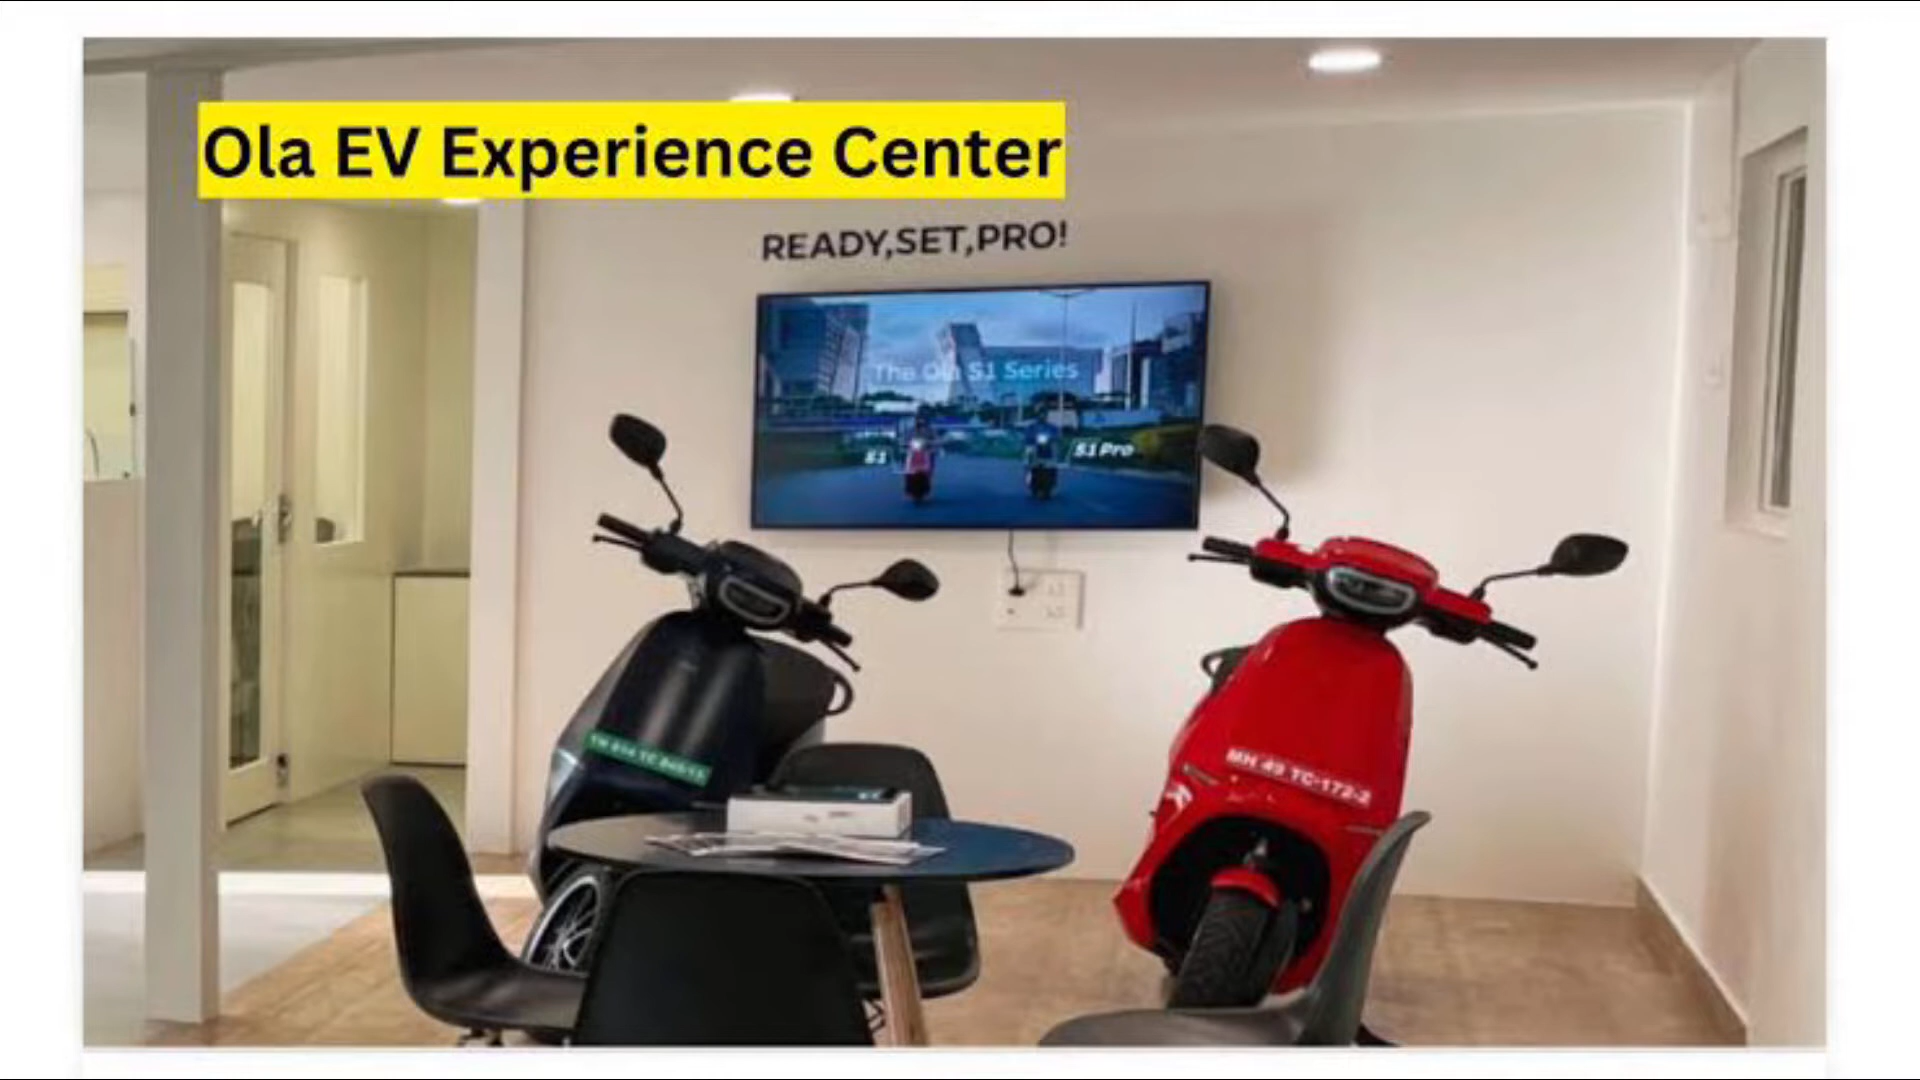 Ola EV Experience Center
READY,SET,PRO!
The Ola S1 Series
S1
S1 Pro
MH 49 TC-172-2